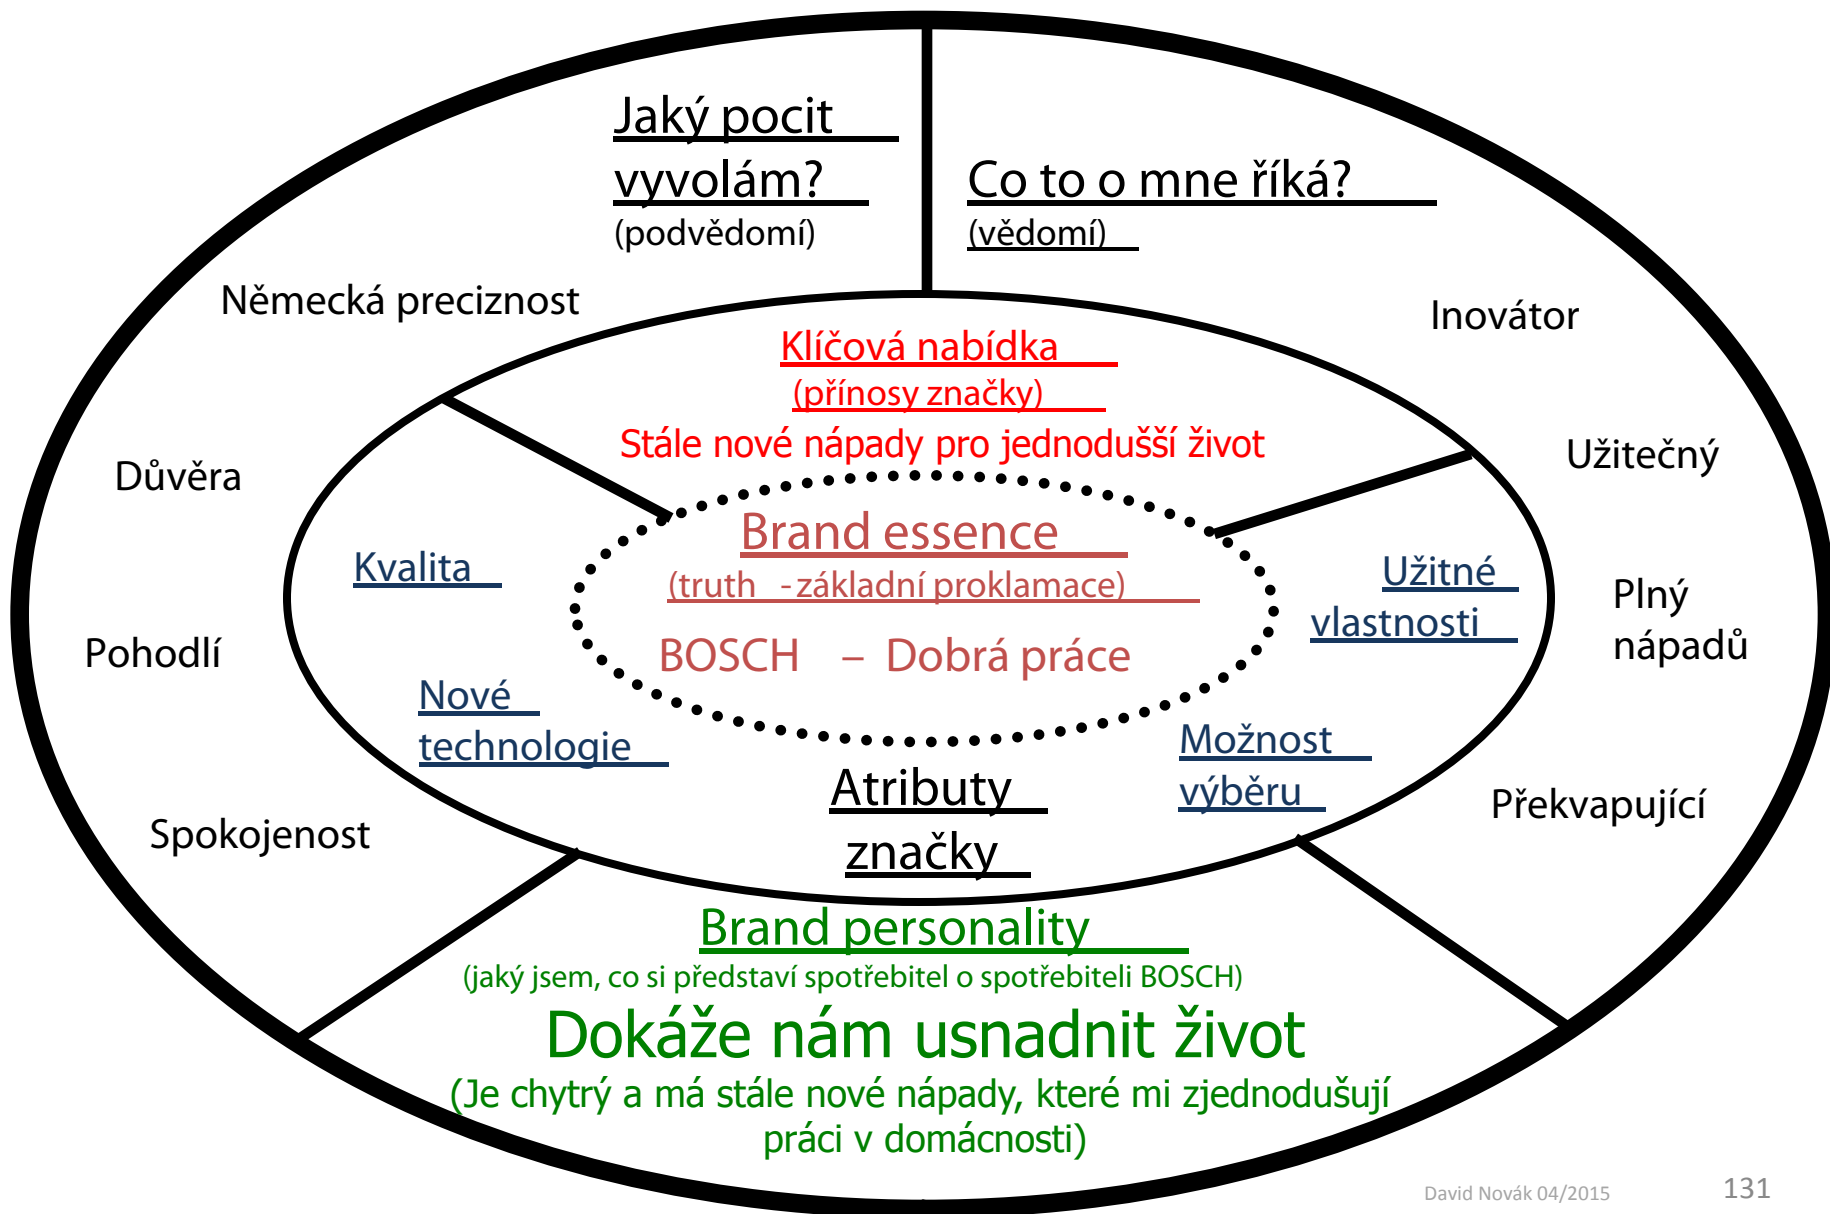 Jaký pocit
vyvolám?
(podvědomí)
Co to o mne říká?
(vědomí)
Německá preciznost
Důvěra
Pohodlí
Spokojenost
Inovátor
Užitečný
Plný
nápadů
Překvapující
Klíčová nabídka
(přínosy značky)
Stále nové nápady pro jednodušší život
Brand essence
(truth -základní proklamace)
BOSCH – Dobrá práce
Kvalita
Nové
technologie
Užitné
vlastnosti
Možnost
výběru
Atributy
značky
Brand personality
(jaký jsem, co si představí spotřebitel o spotřebiteli BOSCH)
Dokáže nám usnadnit život
(Je chytrý a má stále nové nápady, které mi zjednodušují
práci v domácnosti)
David Novák 04/2015
131